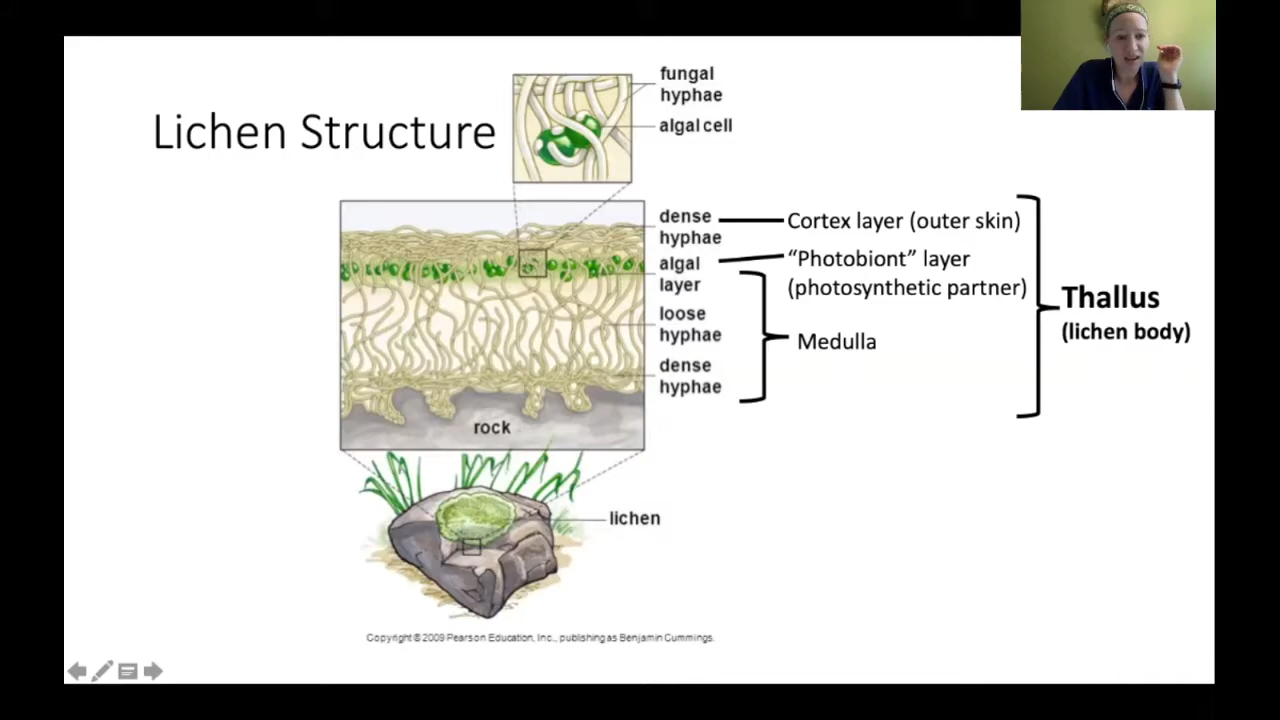 Lichen Structure
fungal
hyphae
algal cell
dense
hyphae
algal
layer
loose
hyphae
dense
hyphae
rock
lichen
Cortex layer (outer skin)
“Photobiont” layer
(photosynthetic partner)
Medulla
Thallus
(lichen body)
Copyright © 2009 Pearson Education, Inc., publishing as Benjamin Cummings.